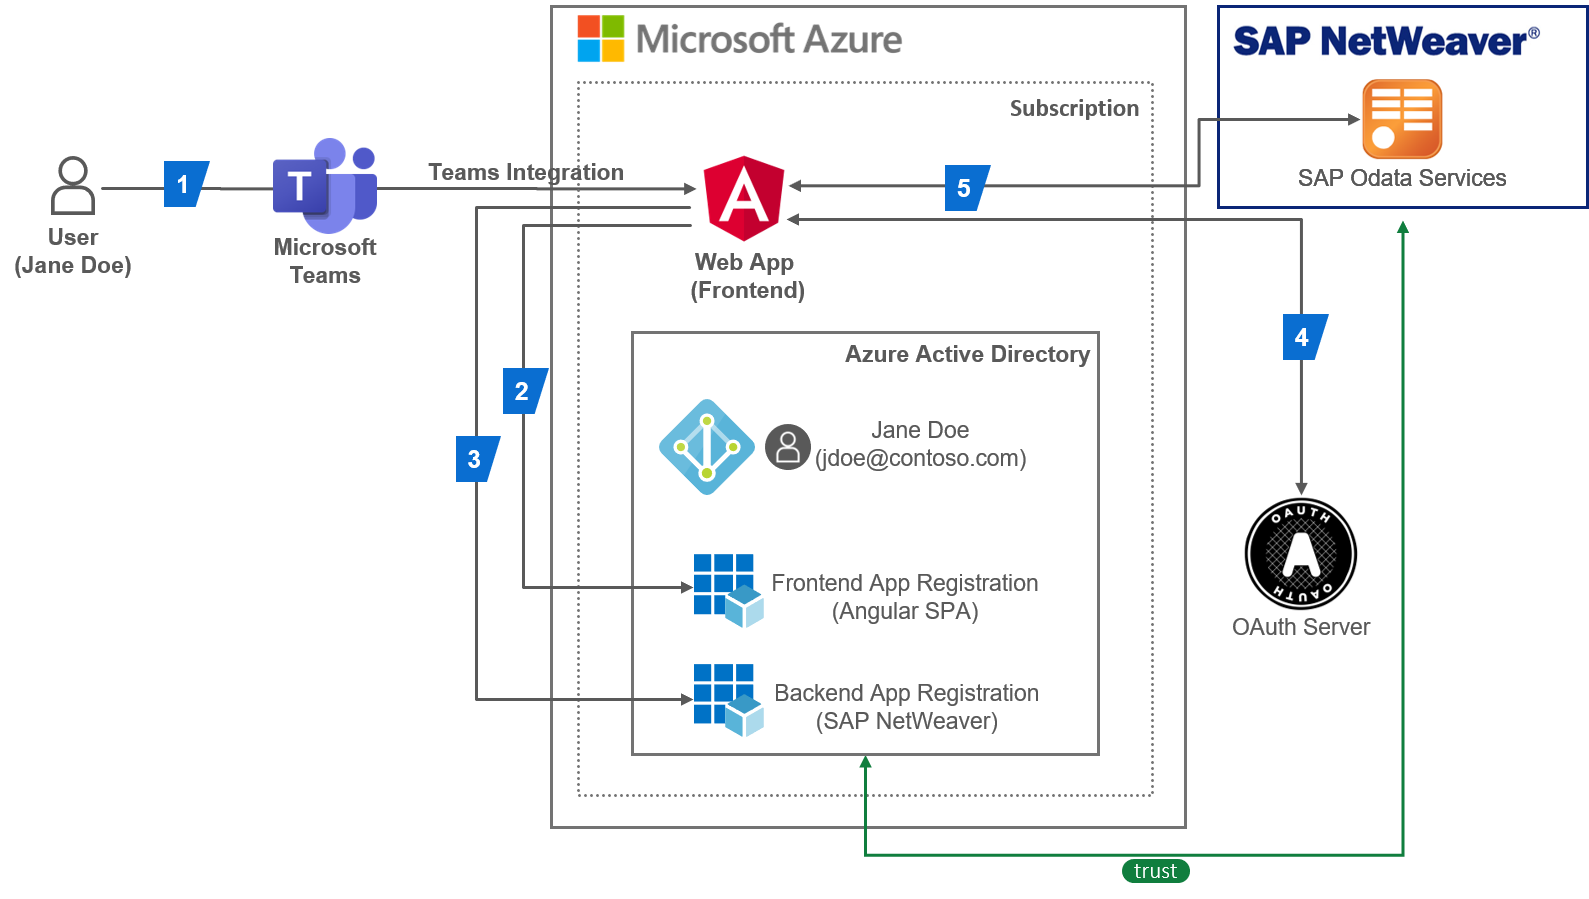 Microsoft Azure
SAP NetWeaver®
Subscription
SAP Odata Services
1
T
Teams Integration
5
User
(Jane Doe)
Microsoft
Teams
Web App
(Frontend)
4
Azure Active Directory
2
3
Jane Doe
(jdoe@contoso.com)
OAUTH
A
OAUTH
OAuth Server
Frontend App Registration
(Angular SPA)
Backend App Registration
(SAP NetWeaver)
trust